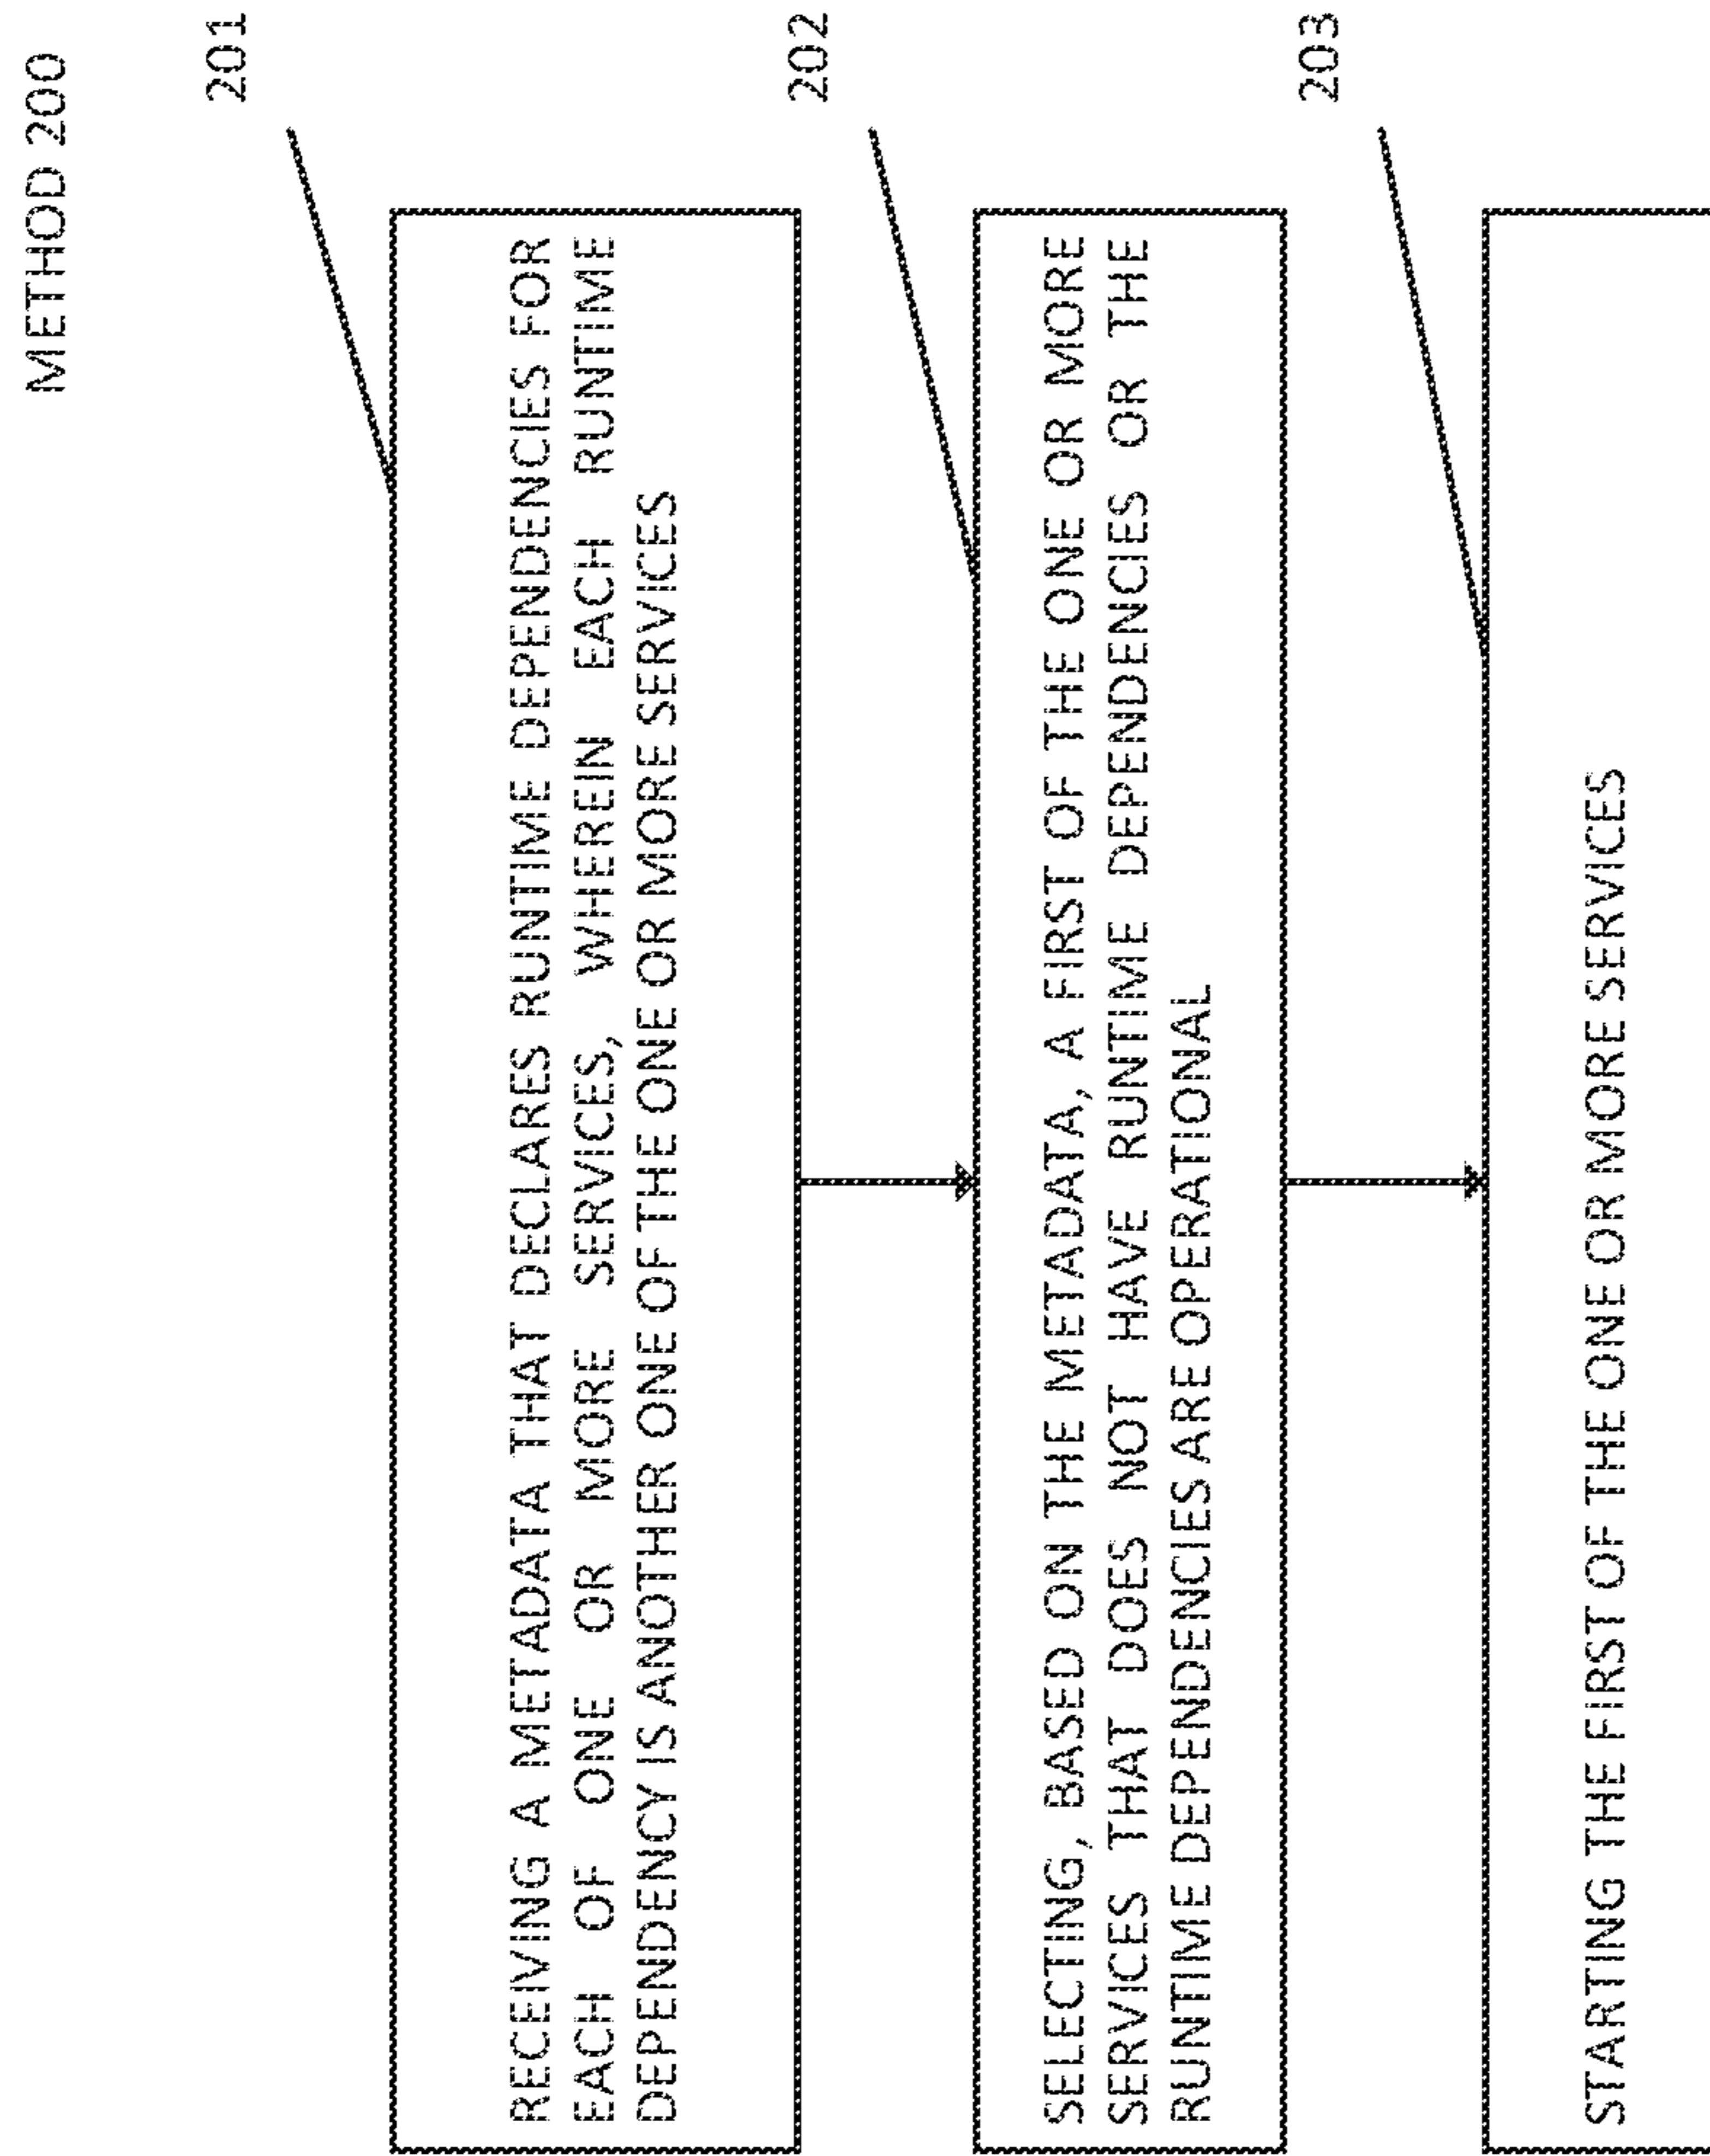 METHOD 200
201
RECEIVING A METADATA THAT DECLARES RUNTIME DEPENDENCIES FOR
EACH OF ONE OR MORE SERVICES, WHEREIN EACH RUNTIME
DEPENDENCY IS ANOTHER ONE OF THE ONE OR MORE SERVICES
202
SELECTING, BASED ON THE METADATA, A FIRST OF THE ONE OR MORE
SERVICES THAT DOES NOT HAVE RUNTIME DEPENDENCIES OR THE
RUNTIME DEPENDENCIES ARE OPERATIONAL
203
STARTING THE FIRST OF THE ONE OR MORE SERVICES